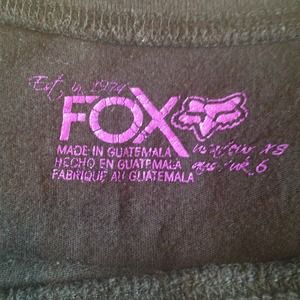 Est. in 1974
FOX
MADE IN GUATEMALA
HECHO EN GUATEMALA
FABRIQUE AU GUATEMALA